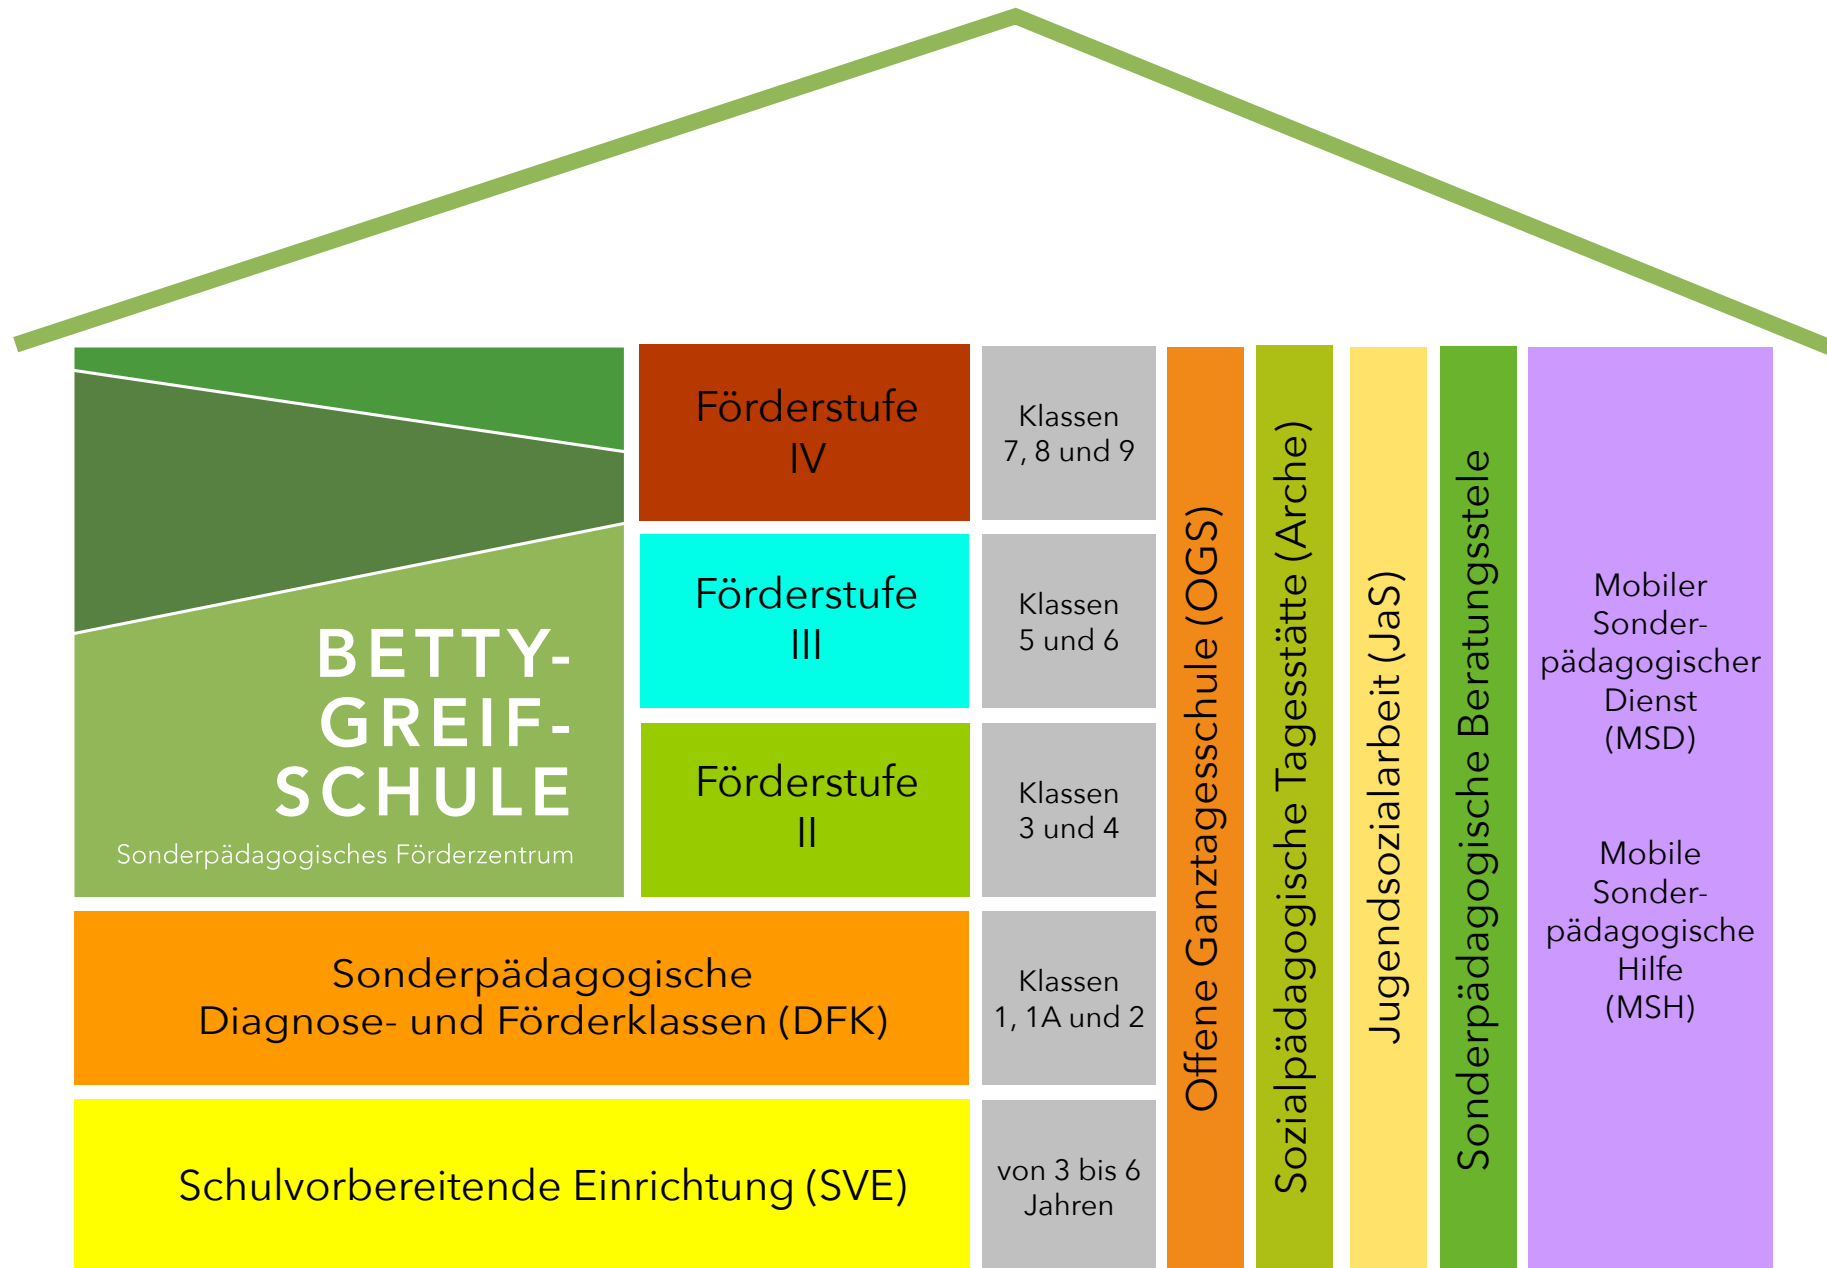 BETTY-
GREIF-
SCHULE
Sonderpädagogisches Förderzentrum
Förderstufe
IV
Klassen
7, 8 und 9
Förderstufe
III
Klassen
5 und 6
Förderstufe
II
Klassen
3 und 4
Sonderpädagogische
Diagnose- und Förderklassen (DFK)
Klassen
1, 1A und 2
Schulvorbereitende Einrichtung (SVE)
von 3 bis 6
Jahren
Offene Ganztagesschule (OGS)
Sozialpädagogische Tagesstätte (Arche)
Jugendsozialarbeit (JaS)
Sonderpädagogische Beratungsstele
Mobiler
Sonder-
pädagogischer
Dienst
(MSD)
Mobile
Sonder-
pädagogische
Hilfe
(MSH)